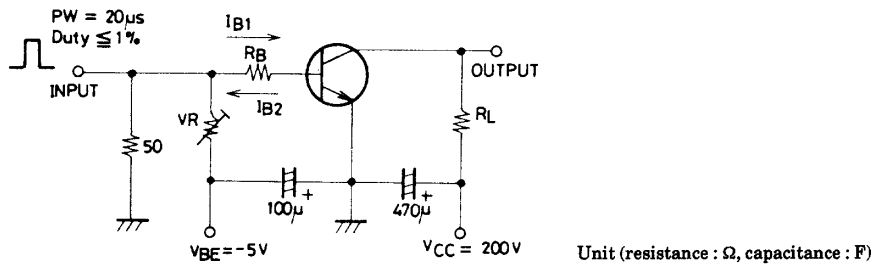 PW = 20μs
Duty ≦ 1%
INPUT
IB1
RB
IB2
OUTPUT
VR
50
RL
100μ
+
470μ
+
VBE=-5V
VCC = 200V
Unit (resistance : Ω, capacitance : F)